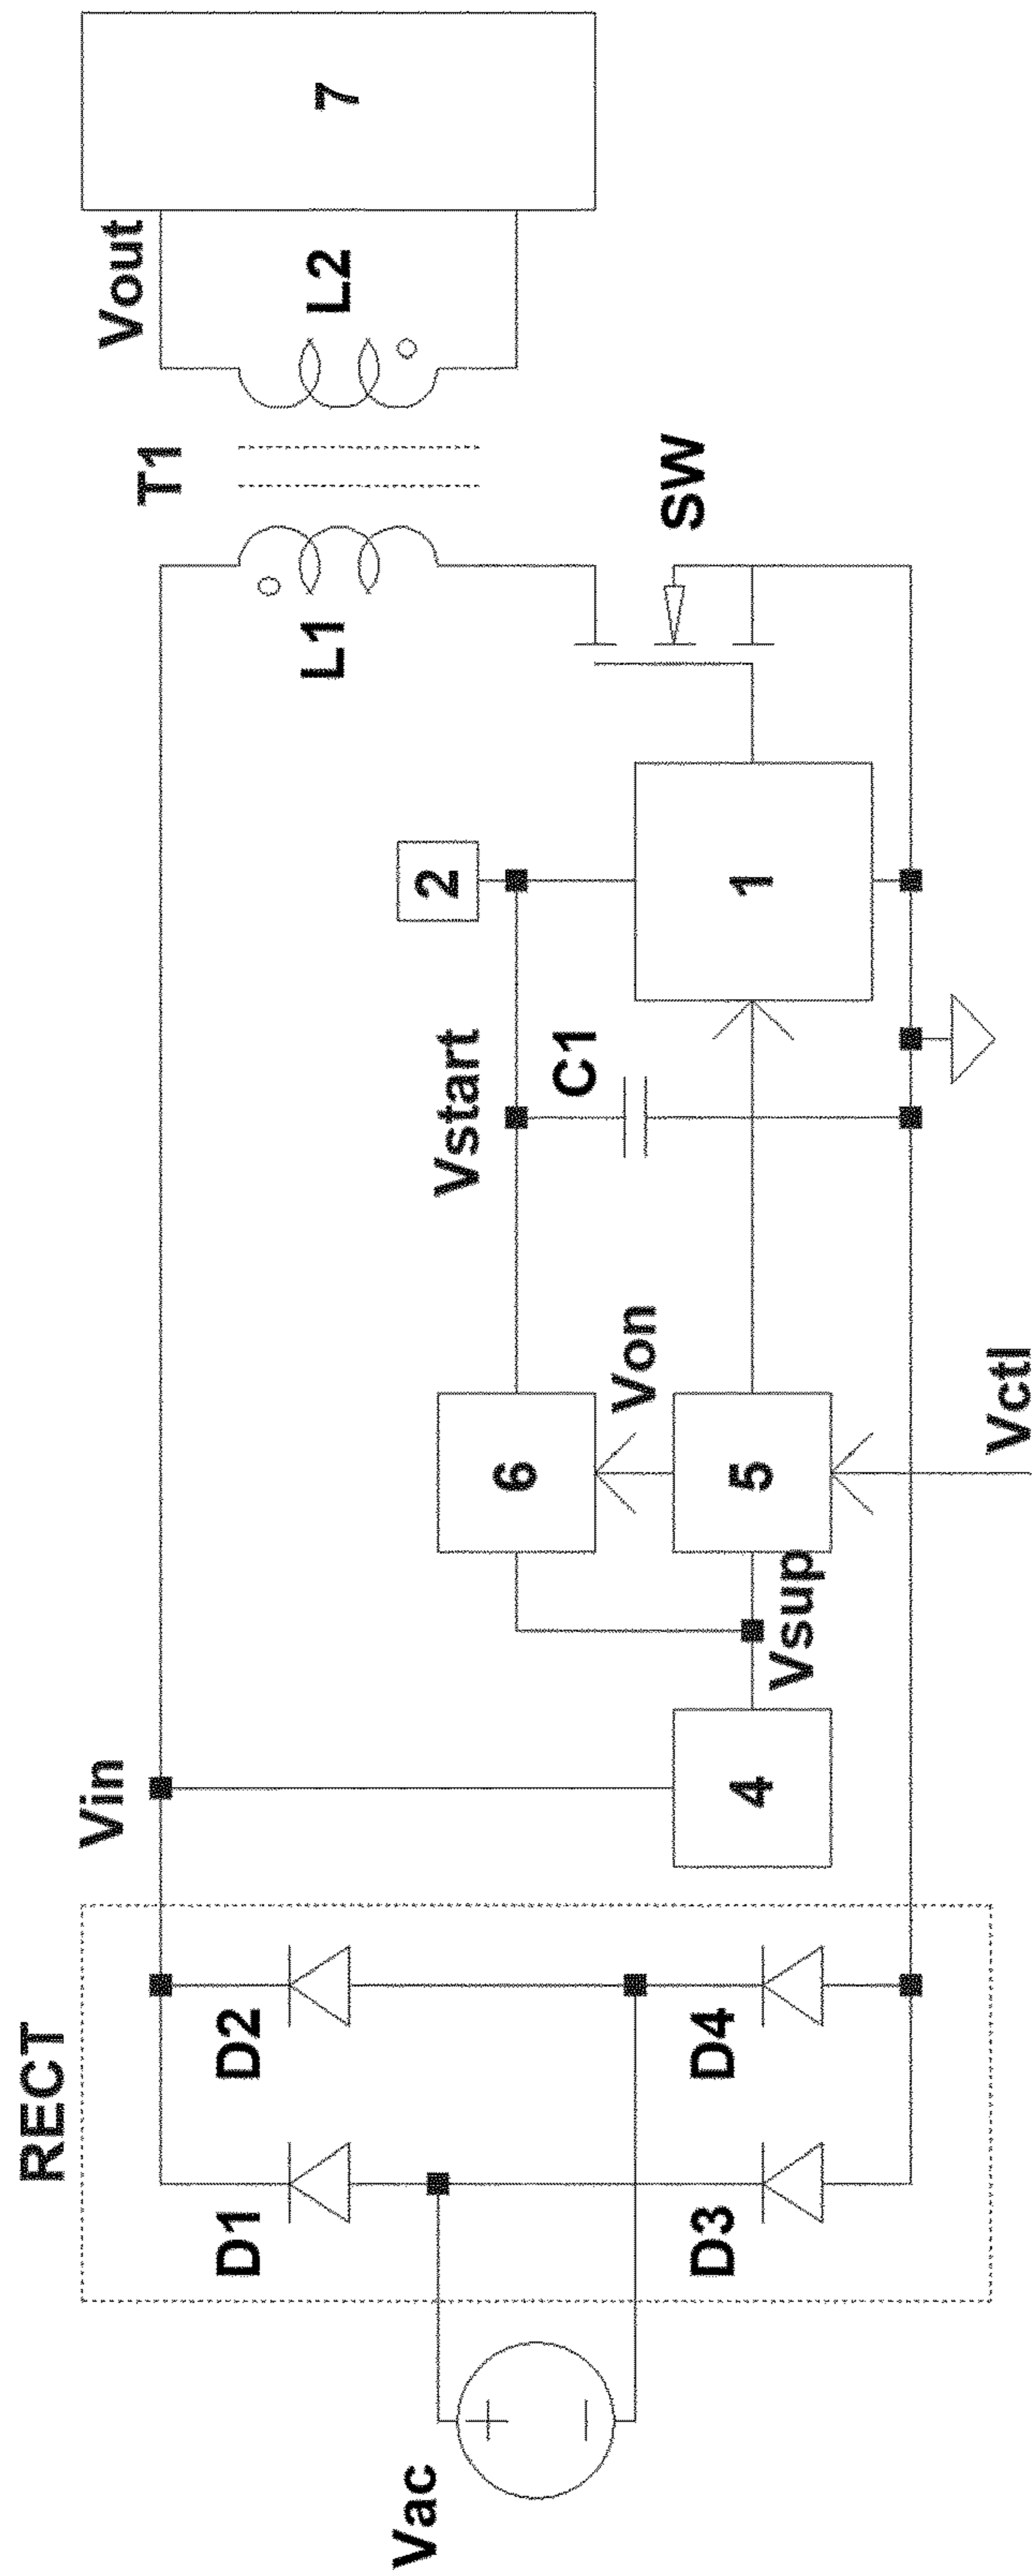 RECT
Vac
D1
D2
D3
D4
Vin
4
Vsup
6
Von
5
Vctl
Vstart
C1
2
1
L1
T1
L2
SW
Vout
7